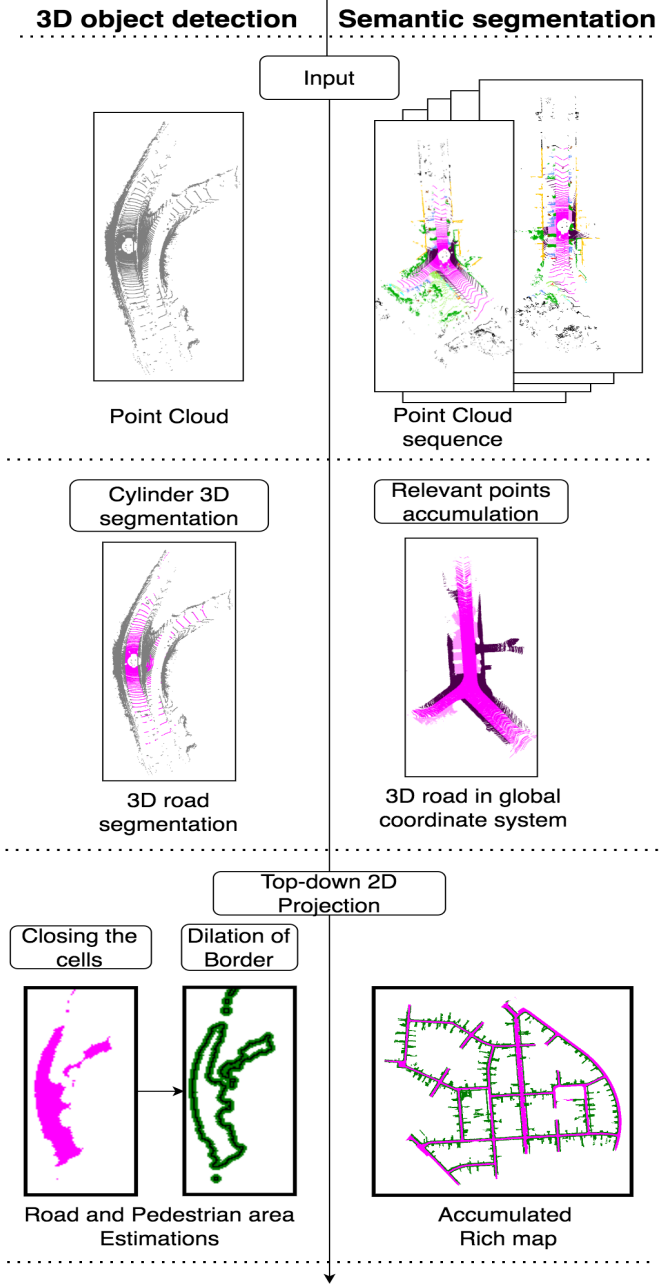 3D object detection
Semantic segmentation
Input
Point Cloud
Point Cloud
sequence
Cylinder 3D
segmentation
Relevant points
accumulation
3D road
segmentation
3D road in global
coordinate system
Top-down 2D
Projection
Closing the
cells
Dilation of
Border
Road and Pedestrian area
Estimations
Accumulated
Rich map